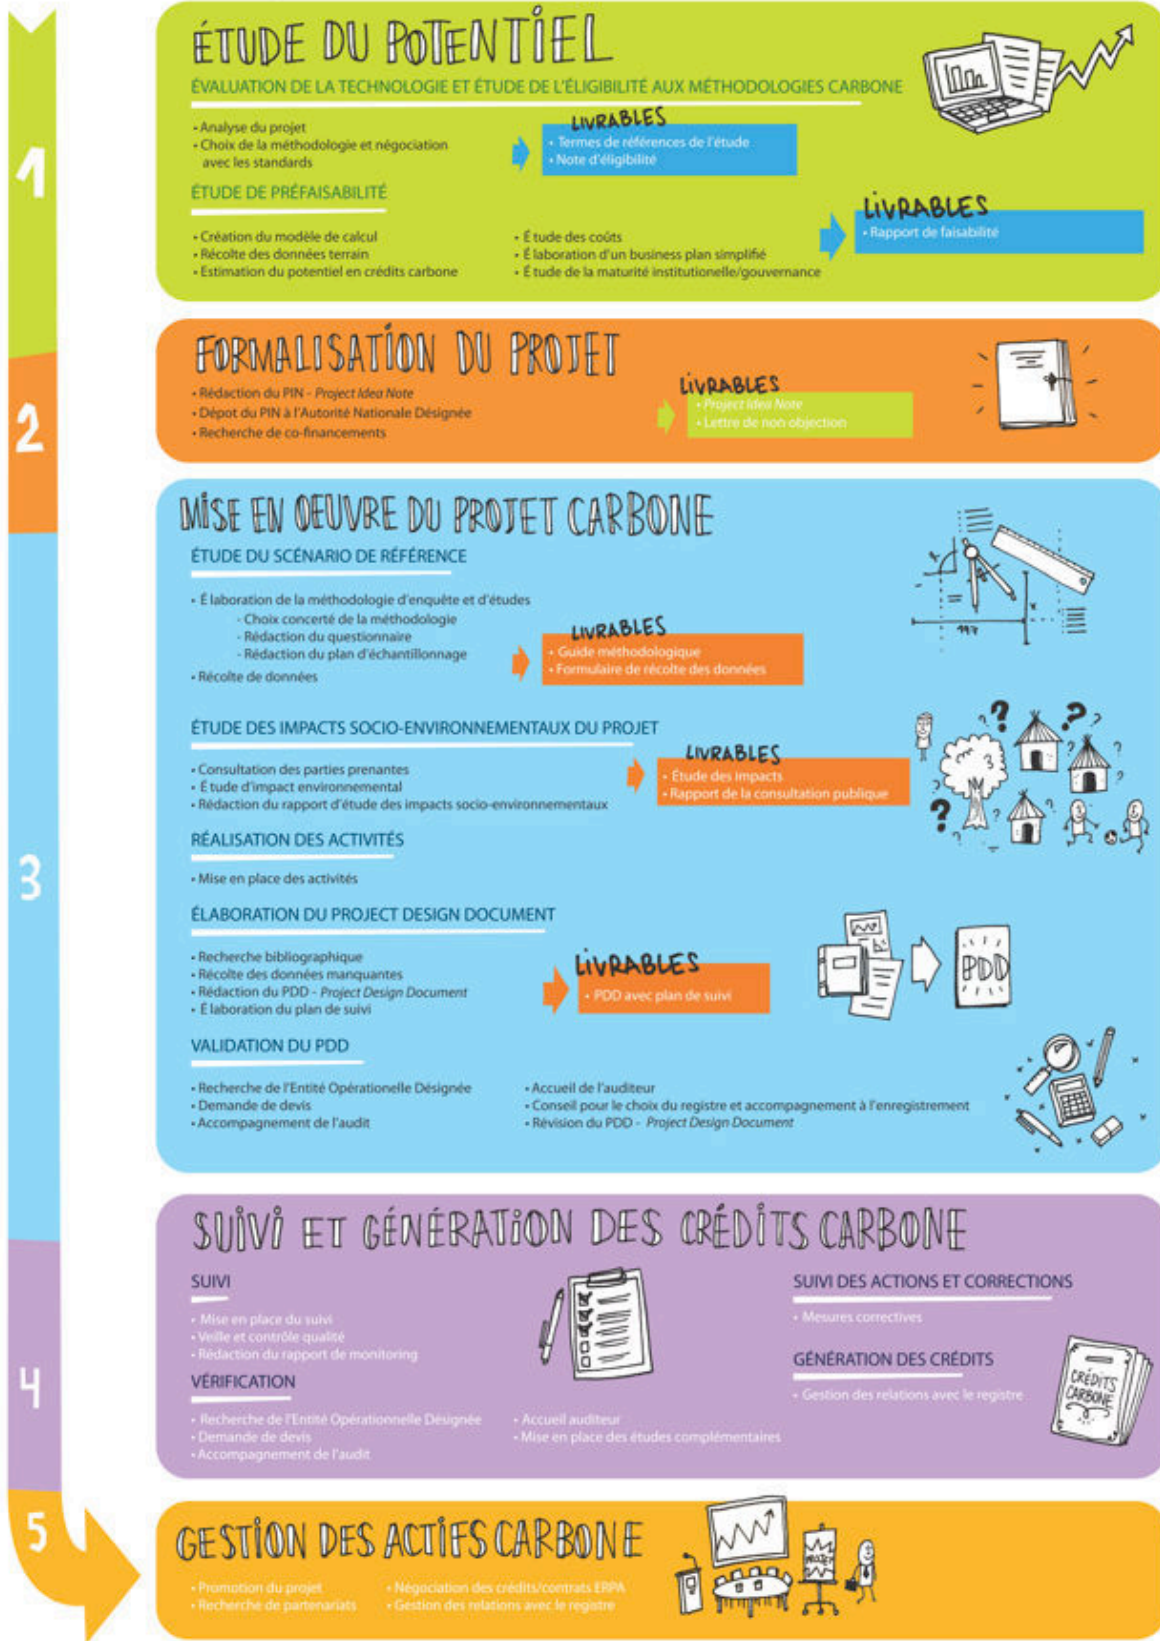 1
ÉTUDE DU POTENTIEL
ÉVALUATION DE LA TECHNOLOGIE ET ÉTUDE DE L'ÉLIGIBILITÉ AUX MÉTHODOLOGIES CARBONE
• Analyse du projet
• Choix de la méthodologie et négociation
avec les standards
LIVRABLES
• Termes de références de l'étude
• Note d'éligibilité
ÉTUDE DE PRÉFAISABILITÉ
• Création du modèle de calcul
• Récolte des données terrain
• Estimation du potentiel en crédits carbone
• É tude des coûts
• É laboration d'un business plan simplifié
• É tude de la maturité institutionelle/gouvernance
LIVRABLES
• Rapport de faisabilité
2
FORMALISATION DU PROJET
• Rédaction du PIN - Project Idea Note
• Dépot du PIN à l'Autorité Nationale Désignée
• Recherche de co-financements
LIVRABLES
• Project Idea Note
• Lettre de non objection
3
MISE EN OEUVRE DU PROJET CARBONE
ÉTUDE DU SCÉNARIO DE RÉFÉRENCE
• É laboration de la méthodologie d'enquête et d'études
- Choix concerté de la méthodologie
- Rédaction du questionnaire
- Rédaction du plan d'échantillonnage
• Récolte de données
LIVRABLES
• Guide méthodologique
• Formulaire de récolte des données
ÉTUDE DES IMPACTS SOCIO-ENVIRONNEMENTAUX DU PROJET
• Consultation des parties prenantes
• É tude d'impact environnemental
• Rédaction du rapport d'étude des impacts socio-environnementaux
LIVRABLES
• Étude des impacts
• Rapport de la consultation publique
RÉALISATION DES ACTIVITÉS
• Mise en place des activités
ÉLABORATION DU PROJECT DESIGN DOCUMENT
• Recherche bibliographique
• Récolte des données manquantes
• Rédaction du PDD - Project Design Document
• É laboration du plan de suivi
LIVRABLES
• PDD avec plan de suivi
PDD
VALIDATION DU PDD
• Recherche de l'Entité Opérationelle Désignée
• Demande de devis
• Accompagnement de l'audit
• Accueil de l'auditeur
• Conseil pour le choix du registre et accompagnement à l'enregistrement
• Révision du PDD - Project Design Document
4
SUIVI ET GÉNÉRATION DES CRÉDITS CARBONE
SUIVI
• Mise en place du suivi
• Veille et contrôle qualité
• Rédaction du rapport de monitoring
VÉRIFICATION
• Recherche de l'Entité Opérationnelle Désignée
• Demande de devis
• Accompagnement de l'audit
• Accueil auditeur
• Mise en place des études complémentaires
SUIVI DES ACTIONS ET CORRECTIONS
• Mesures correctives
GÉNÉRATION DES CRÉDITS
• Gestion des relations avec le registre
CRÉDITS
CARBONE
5
GESTION DES ACTIFS CARBONE
• Promotion du projet
• Recherche de partenariats
• Négociation des crédits/contrats ERPA
• Gestion des relations avec le registre
PROJET